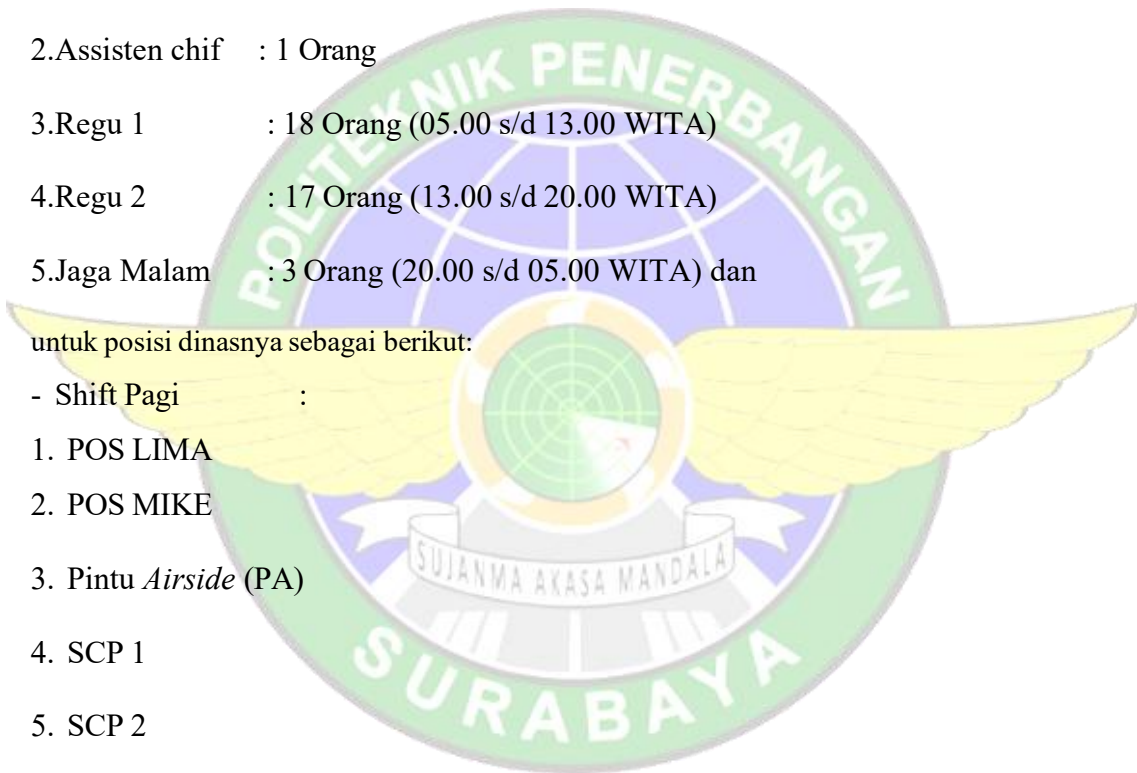 2.Assisten chif : 1 Orang
3.Regu 1 : 18 Orang (05.00 s/d 13.00 WITA)
4.Regu 2 : 17 Orang (13.00 s/d 20.00 WITA)
5.Jaga Malam : 3 Orang (20.00 s/d 05.00 WITA) dan
untuk posisi dinasnya sebagai berikut:
- Shift Pagi :
1. POS LIMA
2. POS MIKE
3. Pintu Airside (PA)
4. SCP 1
5. SCP 2
POLITEKNIK PENERBANGAN
SUJANMA AKASA MANDALA
SURABAYA